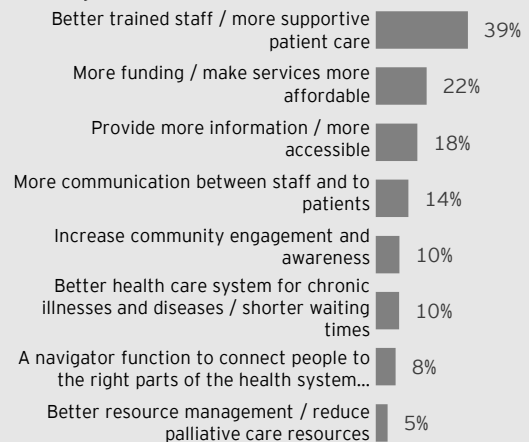 Better trained staff / more supportive
patient care
39%
More funding / make services more
affordable
22%
Provide more information / more
accessible
18%
More communication between staff and to
patients
14%
Increase community engagement and
awareness
10%
Better health care system for chronic
illnesses and diseases / shorter waiting
times
10%
A navigator function to connect people to
the right parts of the health system...
8%
Better resource management / reduce
palliative care resources
5%